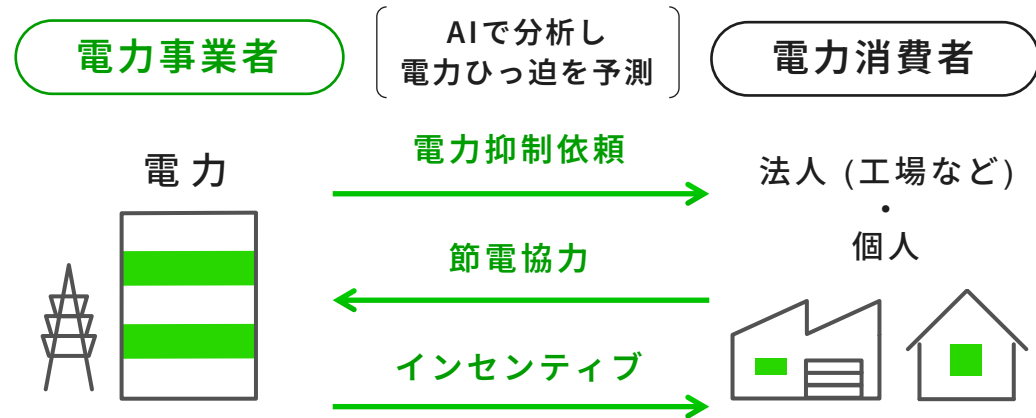 電力事業者
AIで分析し
電力ひっ迫を予測
電力消費者
電力
電力抑制依頼
節電協力
インセンティブ
法人 (工場など)
・
個人